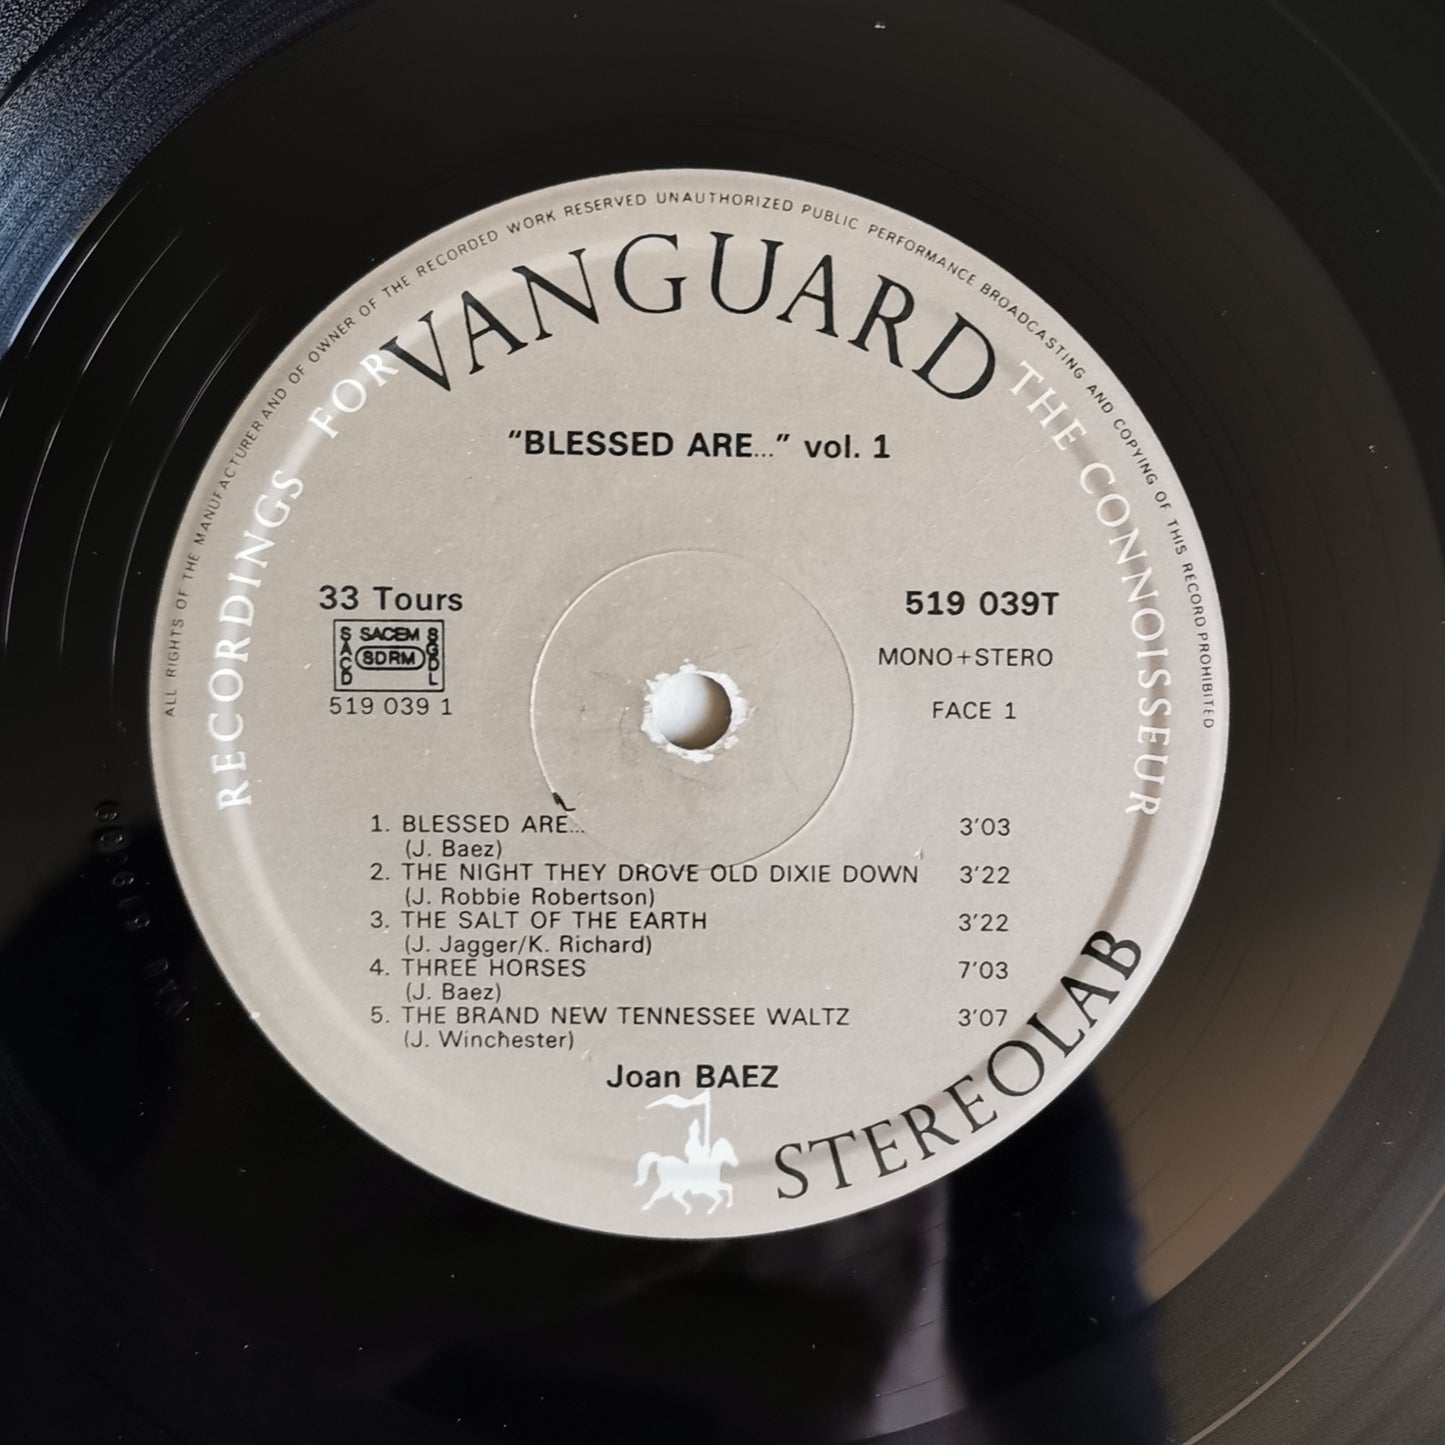 ALL RIGHTS OF THE MANUFACTURER AND OF OWNER OF THE RECORDED WORK RESERVED UNAUTHORIZED PUBLIC PERFORMANCE BROADCASTING AND COPYING OF THIS RECORD PROHIBITED
RECORDINGS FOR VANGUARD THE CONNOISSEUR
"BLESSED ARE..." vol. 1
33 Tours
519 039T
SACEM
SACD
SDRM
SGDL
MONO+STERO
519 039 1
FACE 1
1. BLESSED ARE... 3'03
(J. Baez)
2. THE NIGHT THEY DROVE OLD DIXIE DOWN 3'22
(J. Robbie Robertson)
3. THE SALT OF THE EARTH 3'22
(J. Jagger/K. Richard)
4. THREE HORSES 7'03
(J. Baez)
5. THE BRAND NEW TENNESSEE WALTZ 3'07
(J. Winchester)
Joan BAEZ
STEREOLAB